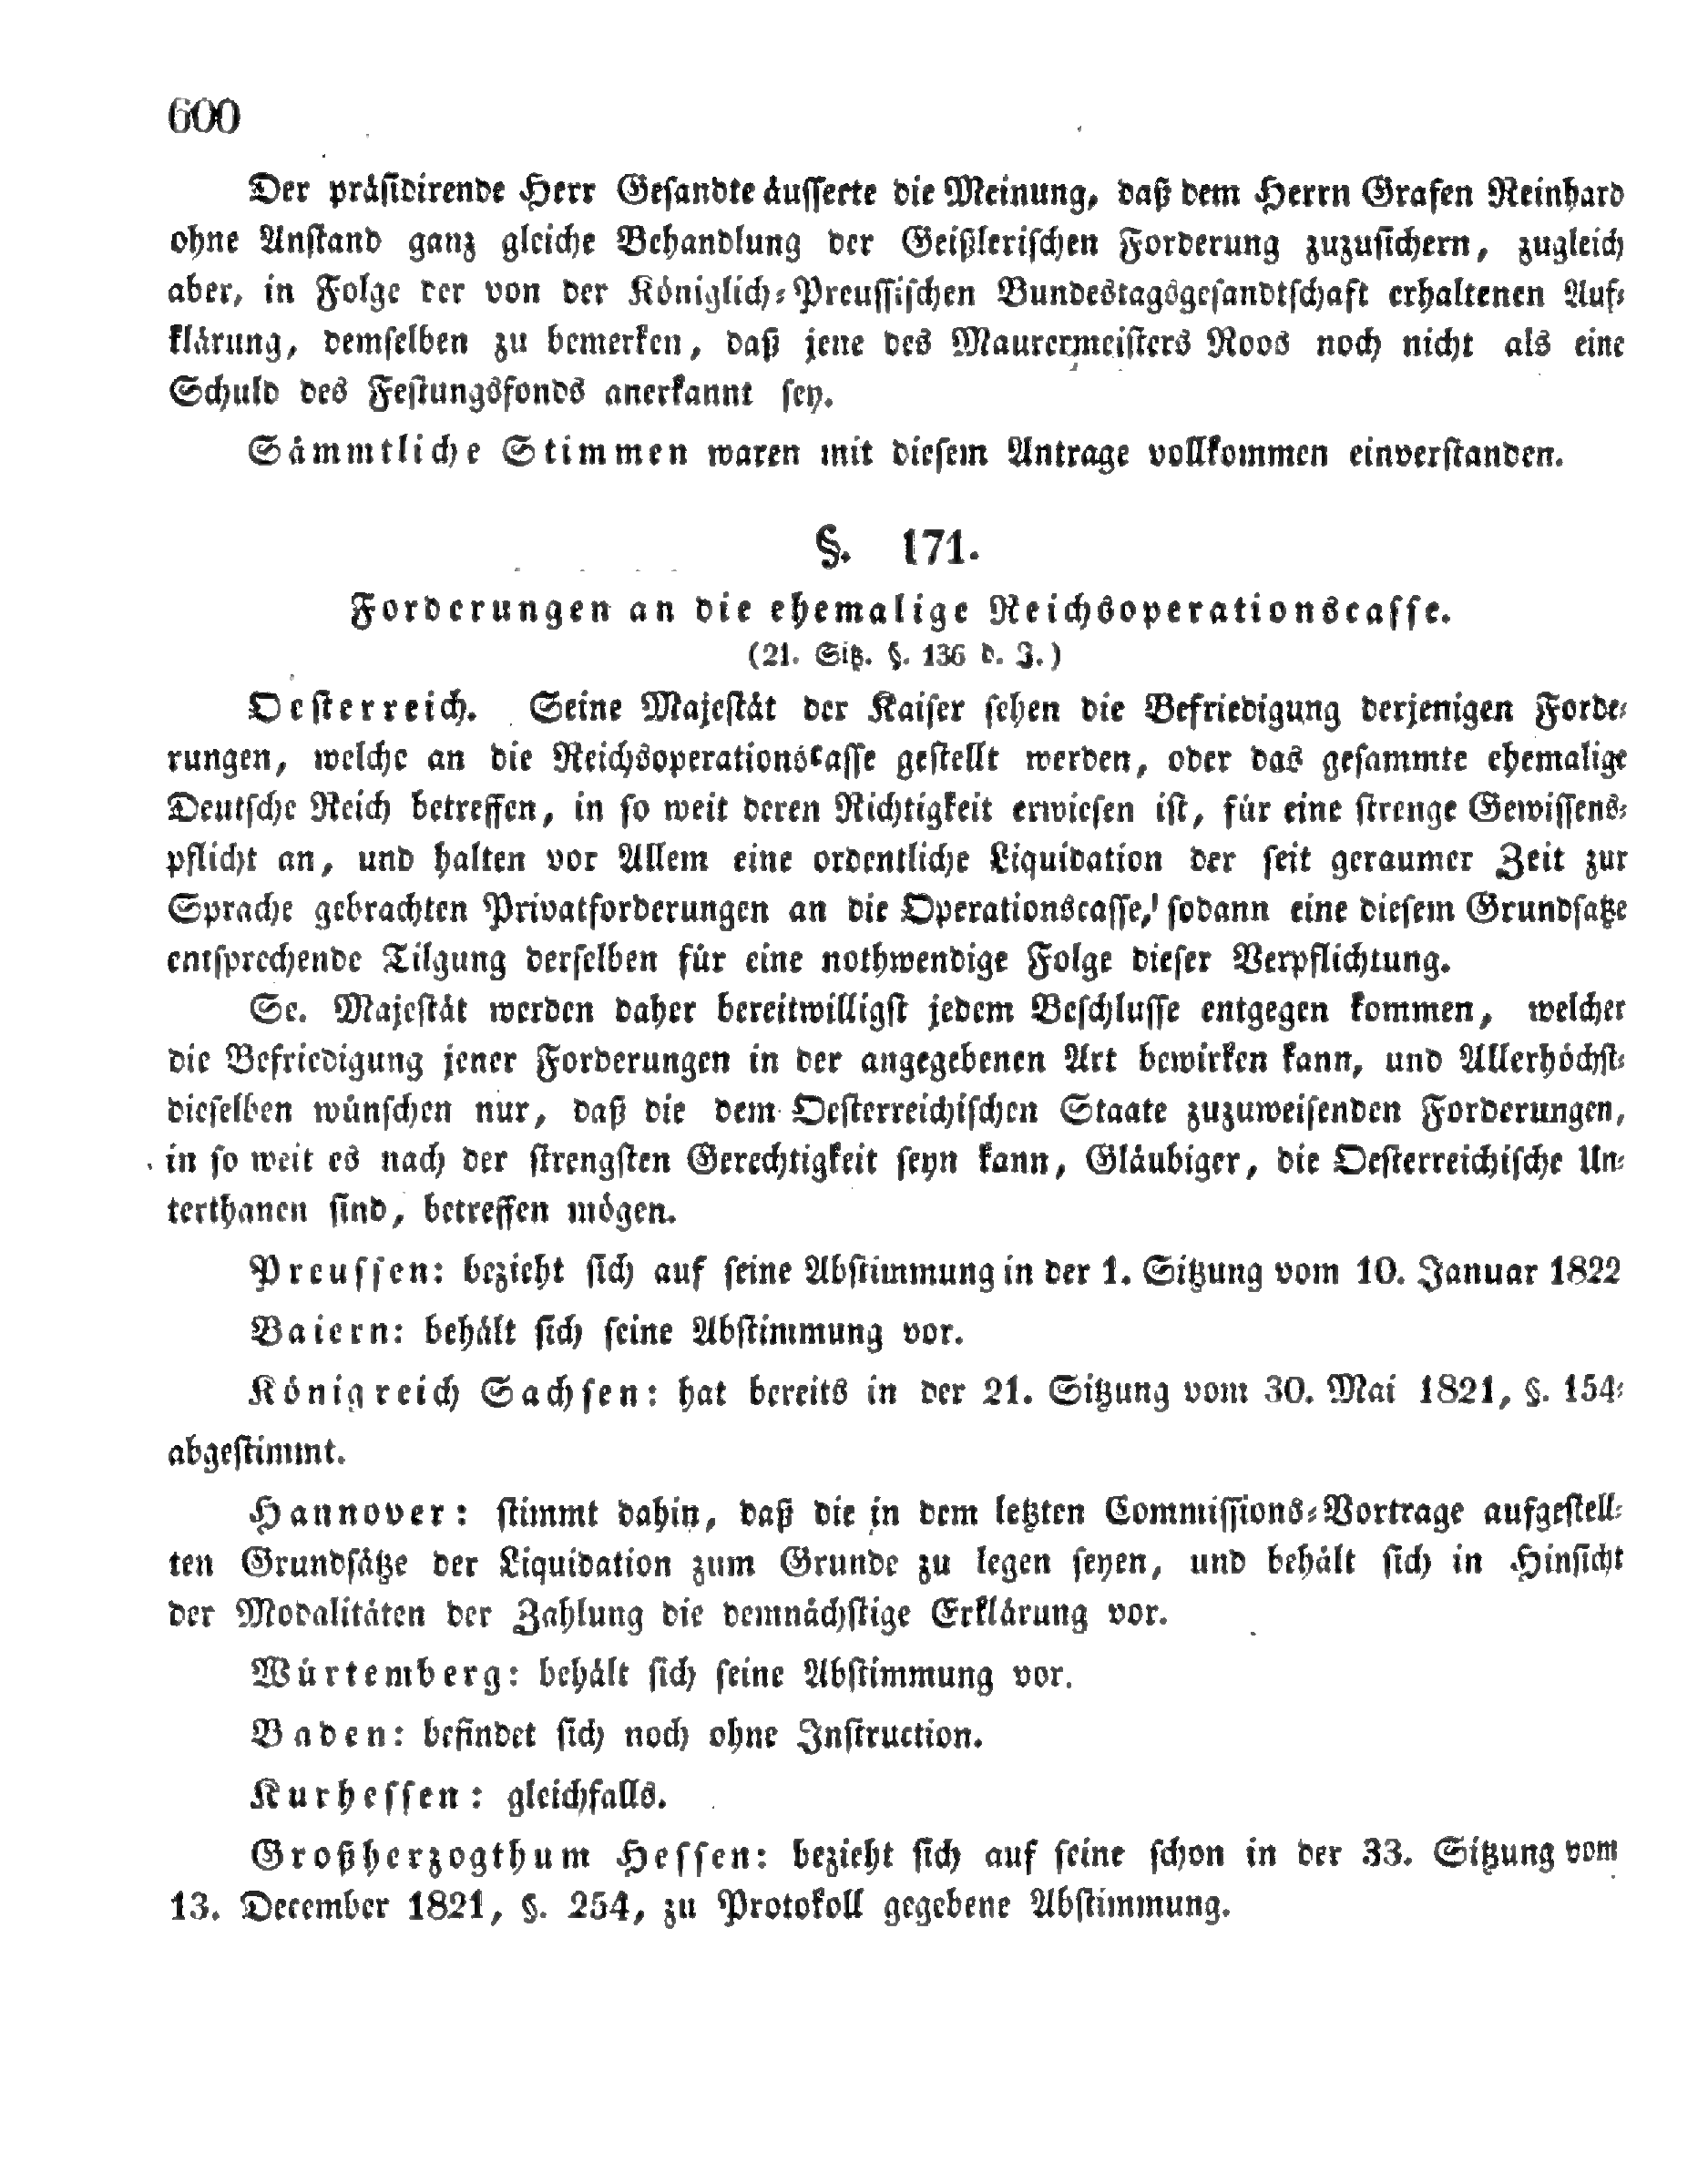 600
Der präsidirende Herr Gesandte äusserte die Meinung, daß dem Herrn Grafen Reinhard
ohne Anstand ganz gleiche Behandlung der Geißlerischen Forderung zuzusichern, zugleich
aber, in Folge der von der Königlich-Preussischen Bundestagsgesandtschaft erhaltenen Auf-
klärung, demselben zu bemerken, daß jene des Maurermeisters Roos noch nicht als eine
Schuld des Festungsfonds anerkannt sey.
Sämmtliche Stimmen waren mit diesem Antrage vollkommen einverstanden.
§. 171.
Forderungen an die ehemalige Reichsoperationscasse.
(21. Sitz. §. 136 d. J.)
Oesterreich. Seine Majestät der Kaiser sehen die Befriedigung derjenigen Forde-
rungen, welche an die Reichsoperationscasse gestellt werden, oder das gesammte ehemalige
Deutsche Reich betreffen, in so weit deren Richtigkeit erwiesen ist, für eine strenge Gewissens-
pflicht an, und halten vor Allem eine ordentliche Liquidation der seit geraumer Zeit zur
Sprache gebrachten Privatforderungen an die Operationscasse, sodann eine diesem Grundsatze
entsprechende Tilgung derselben für eine nothwendige Folge dieser Verpflichtung.
Se. Majestät werden daher bereitwilligst jedem Beschlusse entgegen kommen, welcher
die Befriedigung jener Forderungen in der angegebenen Art bewirken kann, und Allerhöchst-
dieselben wünschen nur, daß die dem Oesterreichischen Staate zuzuweisenden Forderungen,
in so weit es nach der strengsten Gerechtigkeit seyn kann, Gläubiger, die Oesterreichische Un-
terthanen sind, betreffen mögen.
Preussen: bezieht sich auf seine Abstimmung in der 1. Sitzung vom 10. Januar 1822
Baiern: behält sich seine Abstimmung vor.
Königreich Sachsen: hat bereits in der 21. Sitzung vom 30. Mai 1821, §. 154-
abgestimmt.
Hannover: stimmt dahin, daß die in dem letzten Commissions-Vortrage aufgestell-
ten Grundsätze der Liquidation zum Grunde zu legen seyen, und behält sich in Hinsicht
der Modalitäten der Zahlung die demnächstige Erklärung vor.
Würtemberg: behält sich seine Abstimmung vor.
Baden: befindet sich noch ohne Instruction.
Kurhessen: gleichfalls.
Großherzogthum Hessen: bezieht sich auf seine schon in der 33. Sitzung vom
13. December 1821, §. 254, zu Protokoll gegebene Abstimmung.